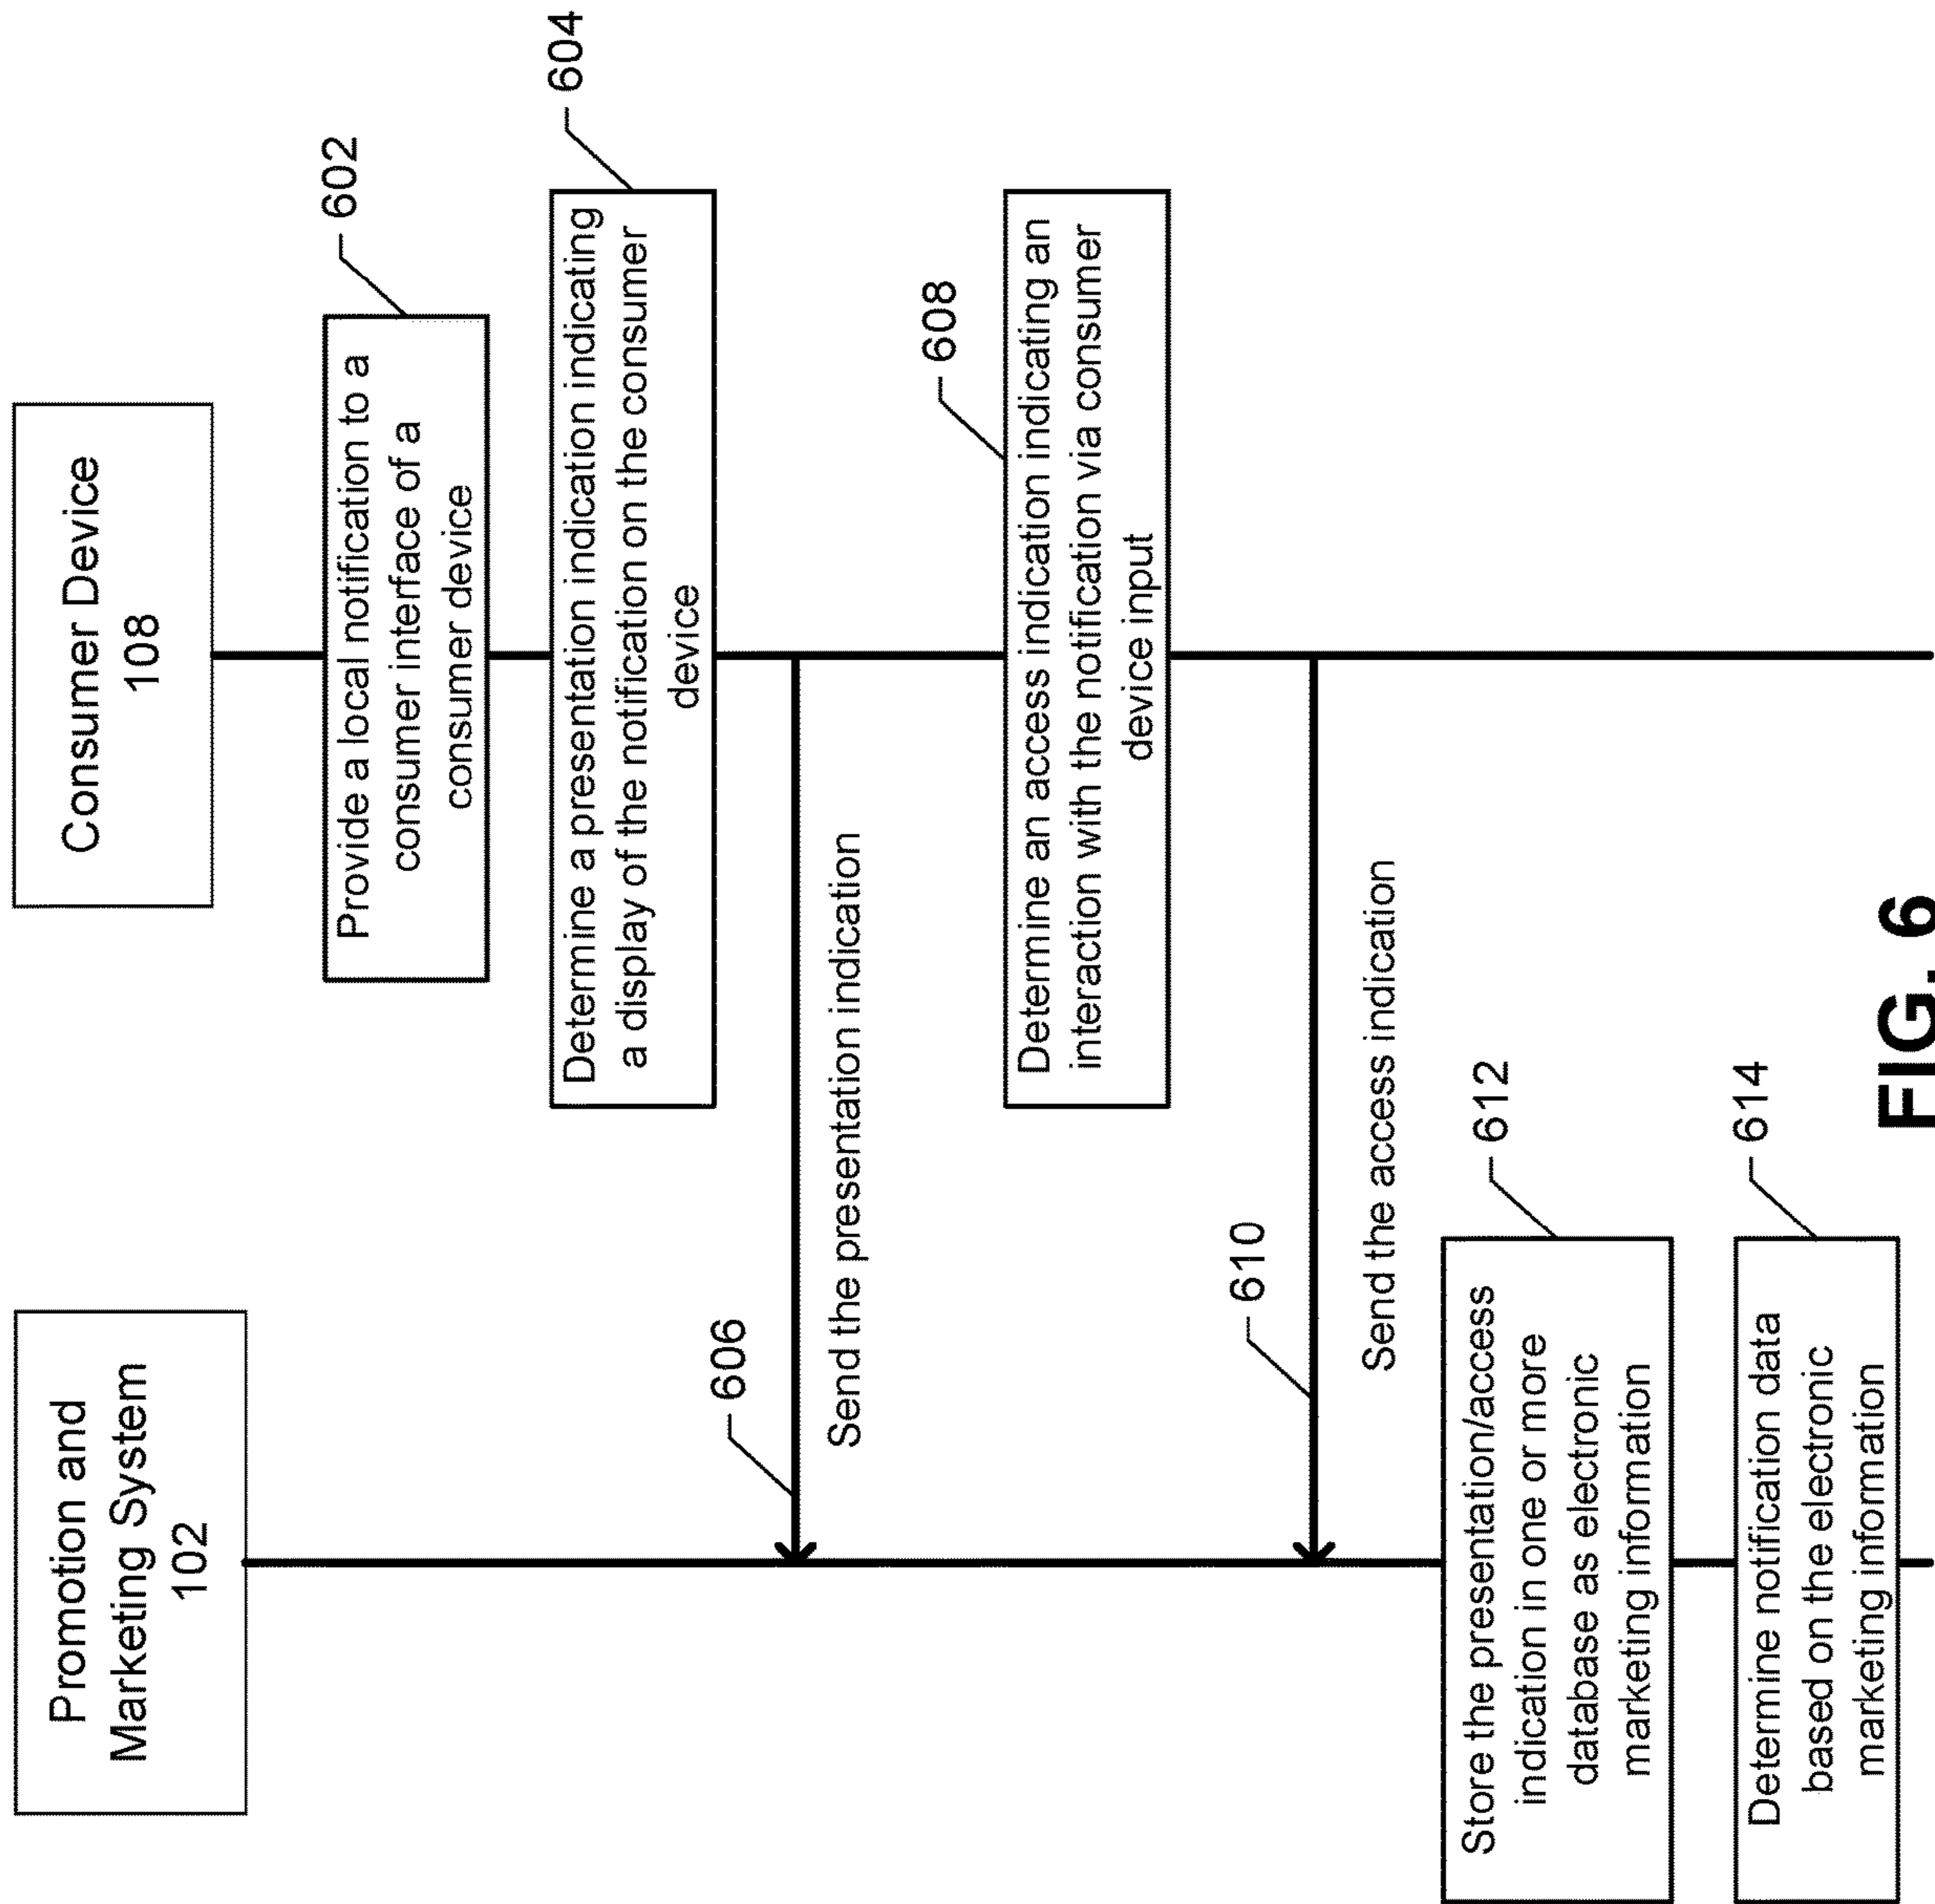 Promotion and
Marketing System
102
Consumer Device
108
602
Provide a local notification to a
consumer interface of a
consumer device
604
Determine a presentation indication indicating
a display of the notification on the consumer
device
606
Send the presentation indication
608
Determine an access indication indicating an
interaction with the notification via consumer
device input
610
Send the access indication
612
Store the presentation/access
indication in one or more
database as electronic
marketing information
614
Determine notification data
based on the electronic
marketing information
FIG. 6